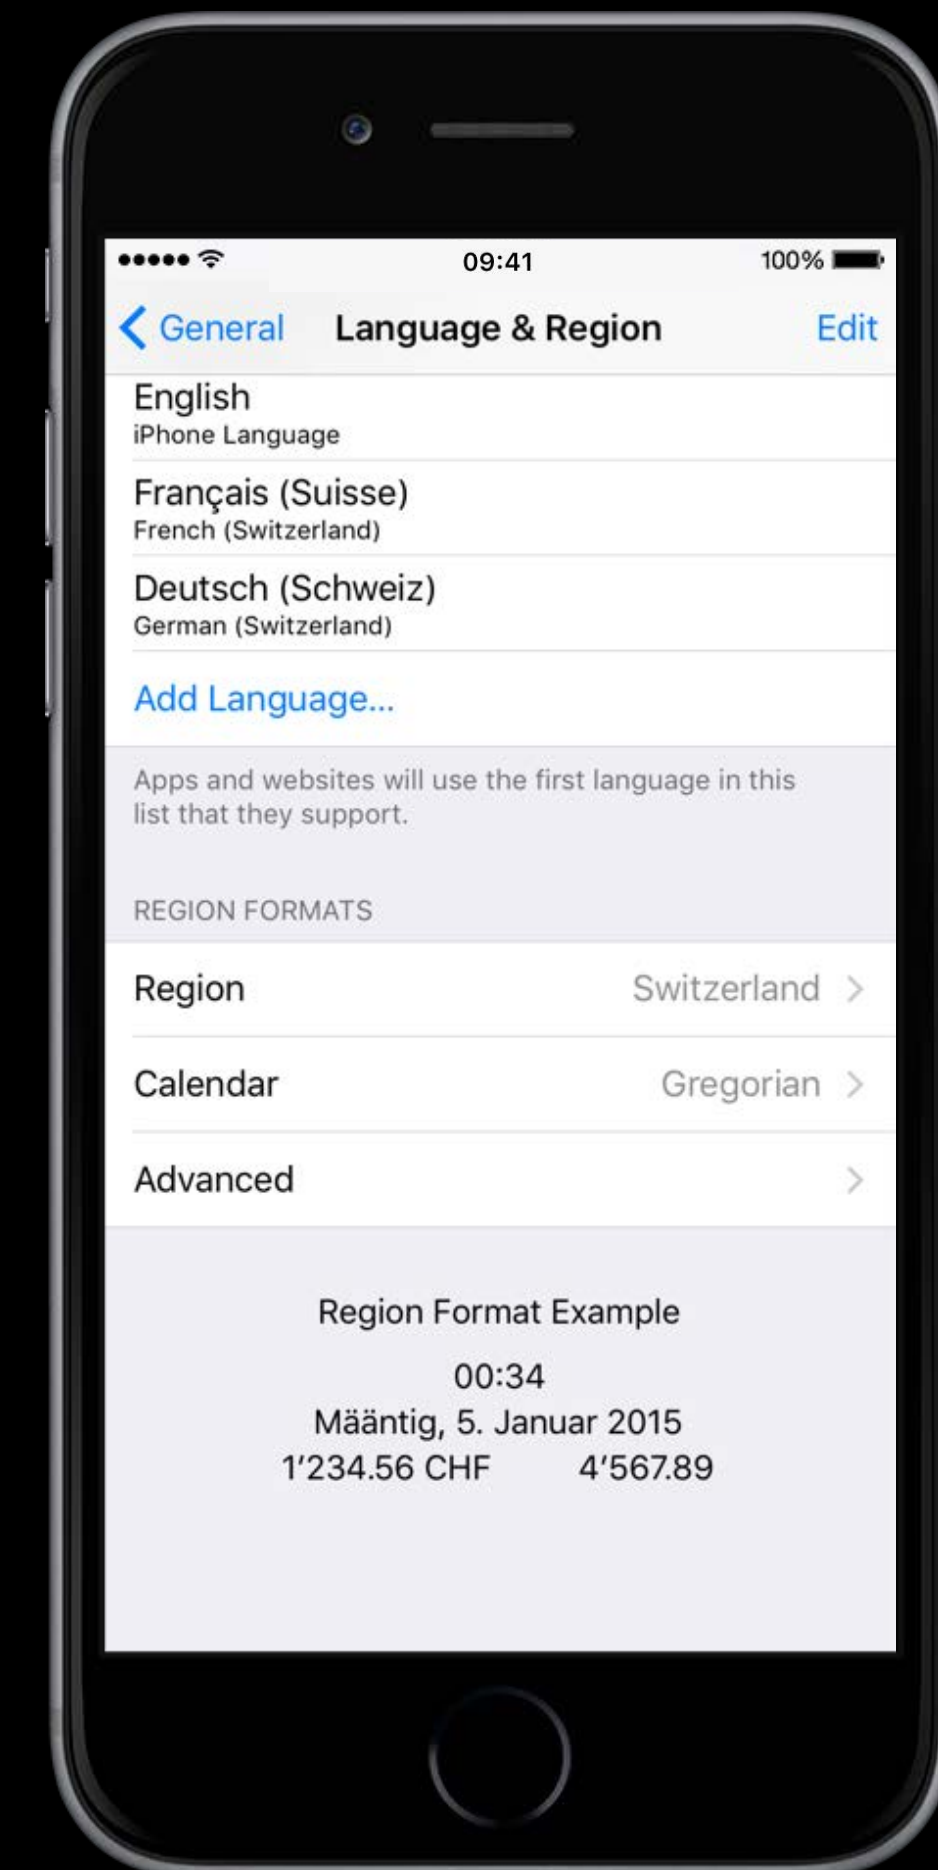 09:41 100%
General Language & Region Edit
English
iPhone Language
Français (Suisse)
French (Switzerland)
Deutsch (Schweiz)
German (Switzerland)
Add Language...
Apps and websites will use the first language in this
list that they support.
REGION FORMATS
Region Switzerland
Calendar Gregorian
Advanced
Region Format Example
00:34
Määntig, 5. Januar 2015
1’234.56 CHF 4’567.89